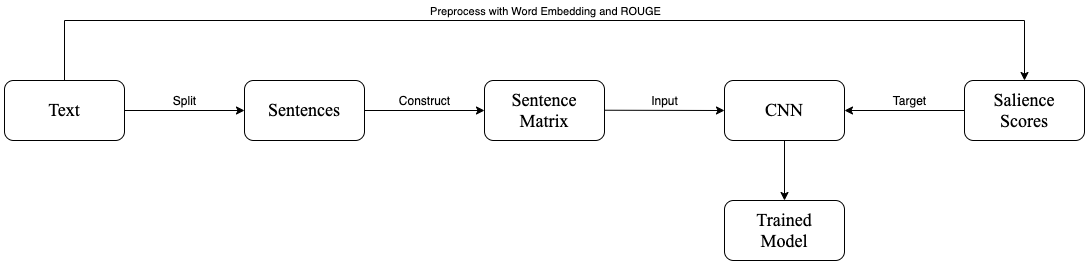 Preprocess with Word Embedding and ROUGE
Text
Split
Sentences
Construct
Sentence
Matrix
Input
CNN
Target
Salience
Scores
Trained
Model